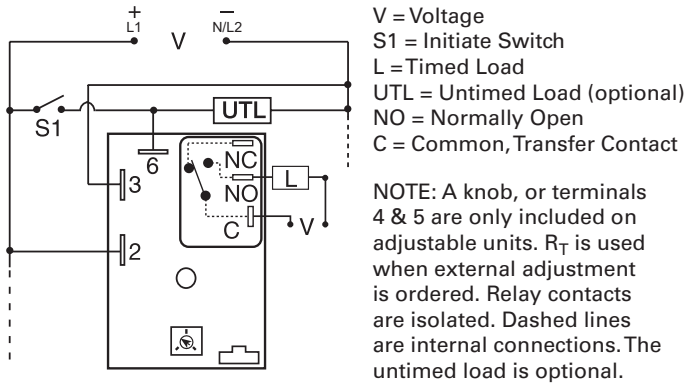 +
L1
V
–
N/L2
S1
UTL
6
3
2
NC
NO
C
L
V
V = Voltage
S1 = Initiate Switch
L = Timed Load
UTL = Untimed Load (optional)
NO = Normally Open
C = Common, Transfer Contact
NOTE: A knob, or terminals
4 & 5 are only included on
adjustable units. R_T is used
when external adjustment
is ordered. Relay contacts
are isolated. Dashed lines
are internal connections. The
untimed load is optional.